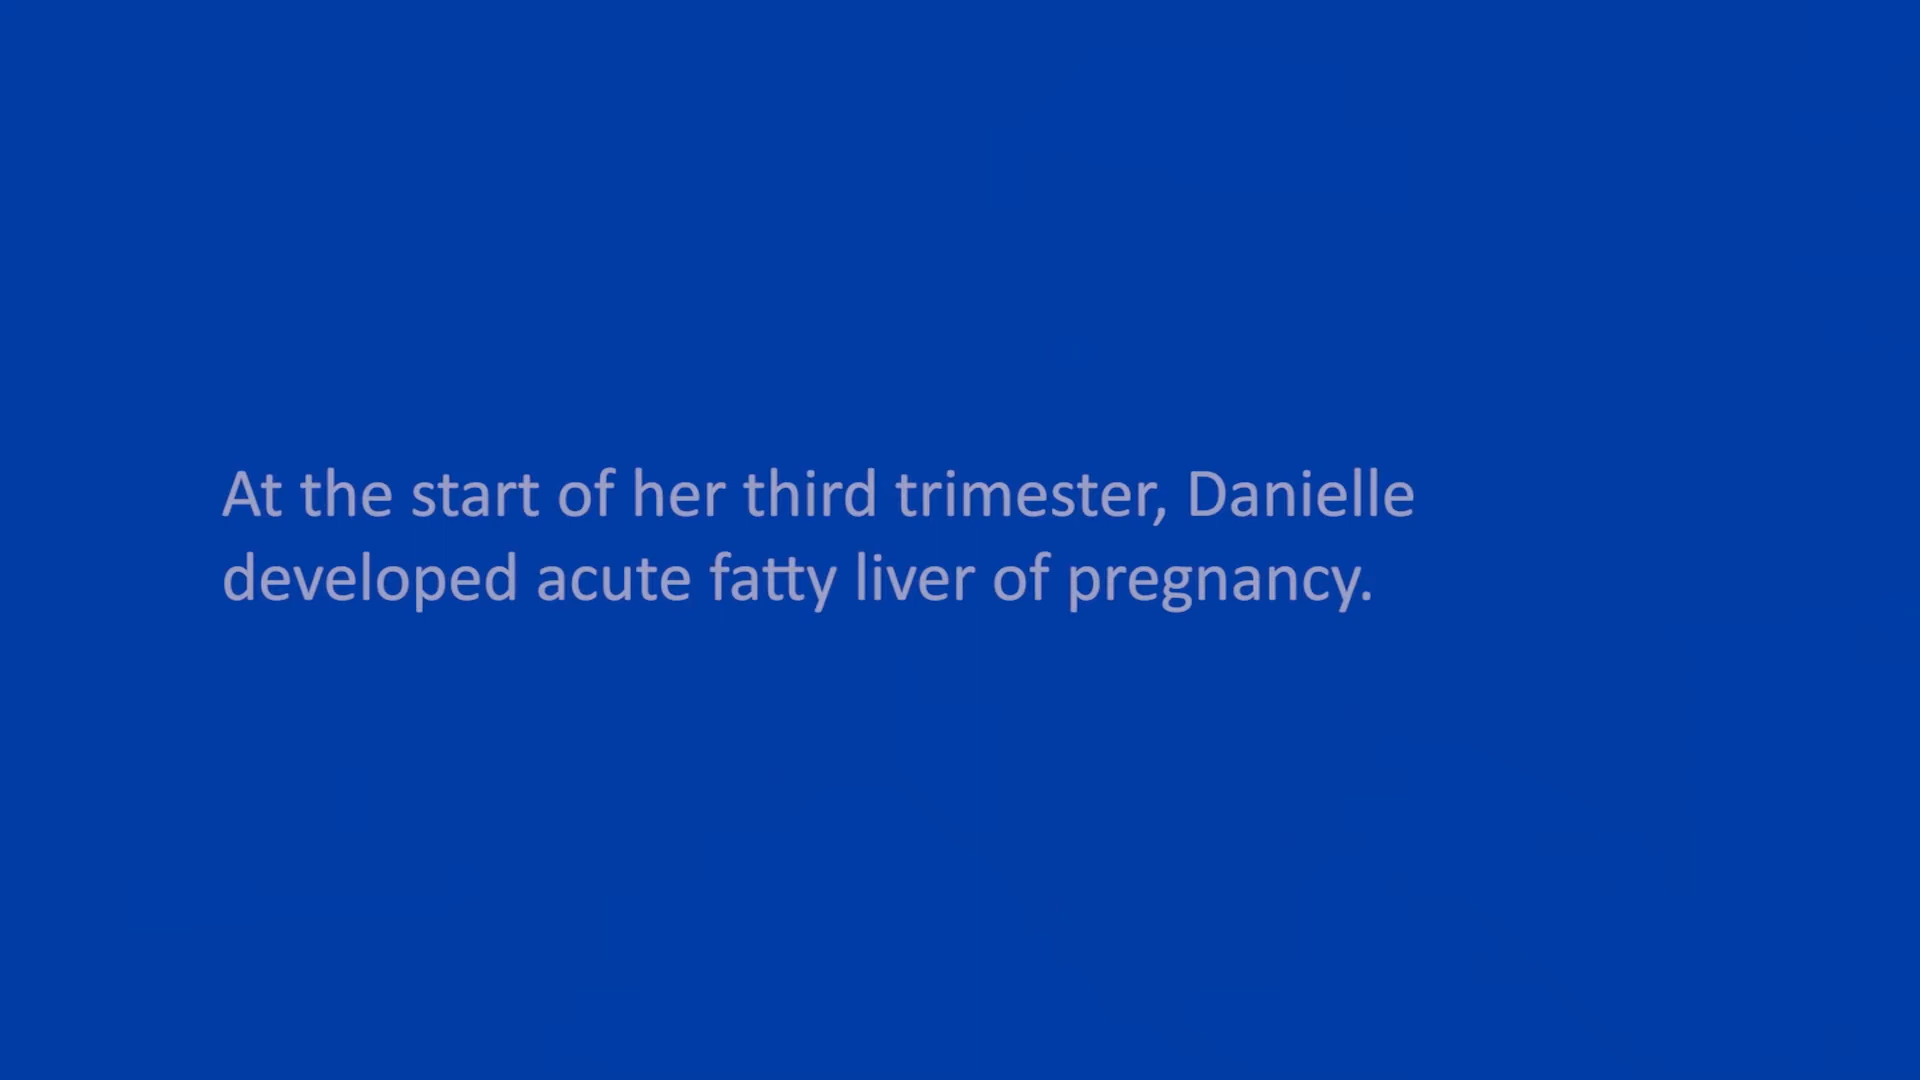 At the start of her third trimester, Danielle
developed acute fatty liver of pregnancy.